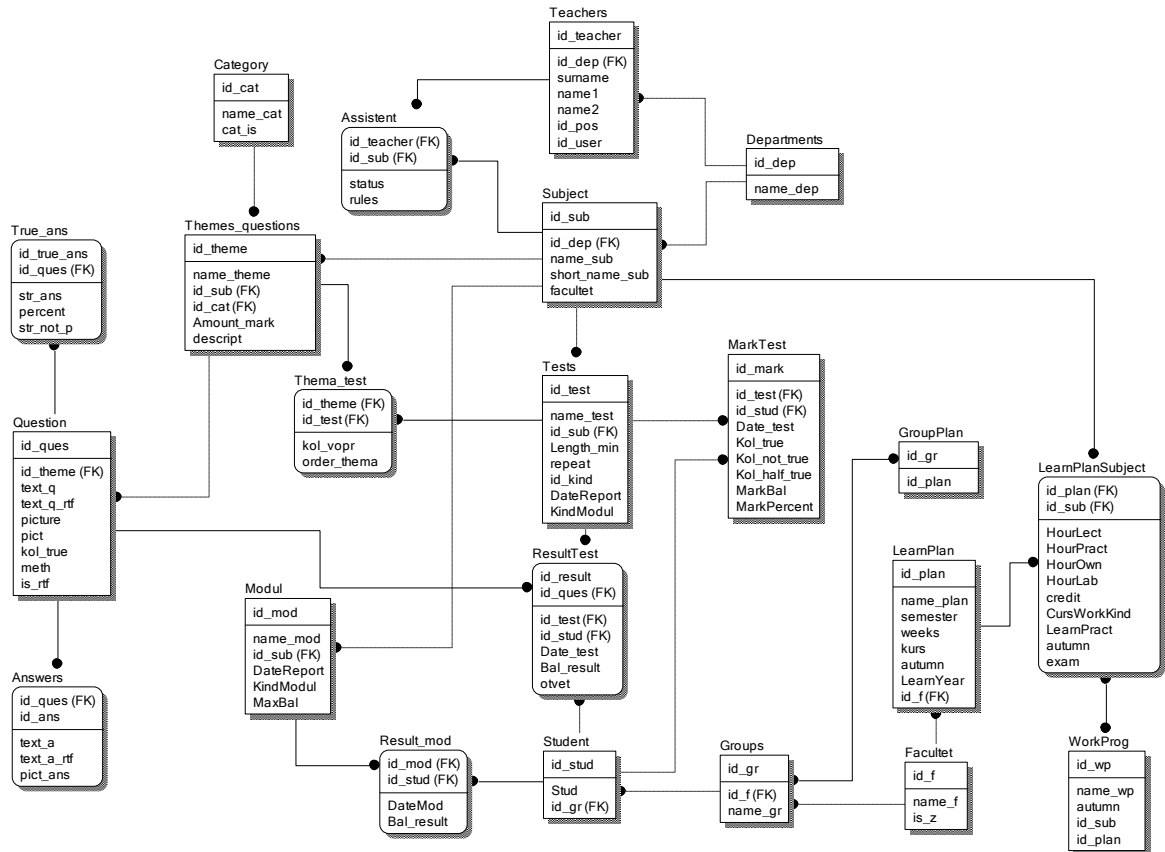 Teachers
id_teacher
id_dep (FK)
surname
name1
name2
id_pos
id_user
Category
id_cat
name_cat
cat_is
Assistent
id_teacher (FK)
id_sub (FK)
status
rules
Departments
id_dep
name_dep
Subject
id_sub
id_dep (FK)
name_sub
short_name_sub
facultet
True_ans
id_true_ans
id_ques (FK)
str_ans
percent
str_not_p
Themes_questions
id_theme
name_theme
id_sub (FK)
id_cat (FK)
Amount_mark
descript
Thema_test
id_theme (FK)
id_test (FK)
kol_vopr
order_thema
Tests
id_test
name_test
id_sub (FK)
Length_min
repeat
id_kind
DateReport
KindModul
MarkTest
id_mark
id_test (FK)
id_stud (FK)
Date_test
Kol_true
Kol_not_true
Kol_half_true
MarkBal
MarkPercent
GroupPlan
id_gr
id_plan
LearnPlanSubject
id_plan (FK)
id_sub (FK)
HourLect
HourPract
HourOwn
HourLab
credit
CursWorkKind
LearnPract
autumn
exam
Question
id_ques
id_theme (FK)
text_q
text_q_rtf
picture
pict
kol_true
meth
is_rtf
ResultTest
id_result
id_ques (FK)
id_test (FK)
id_stud (FK)
Date_test
Bal_result
otvet
LearnPlan
id_plan
name_plan
semester
weeks
kurs
autumn
LearnYear
id_f (FK)
Modul
id_mod
name_mod
id_sub (FK)
DateReport
KindModul
MaxBal
Answers
id_ques (FK)
id_ans
text_a
text_a_rtf
pict_ans
Result_mod
id_mod (FK)
id_stud (FK)
DateMod
Bal_result
Student
id_stud
Stud
id_gr (FK)
Groups
id_gr
id_f (FK)
name_gr
Facultet
id_f
name_f
is_z
WorkProg
id_wp
name_wp
autumn
id_sub
id_plan